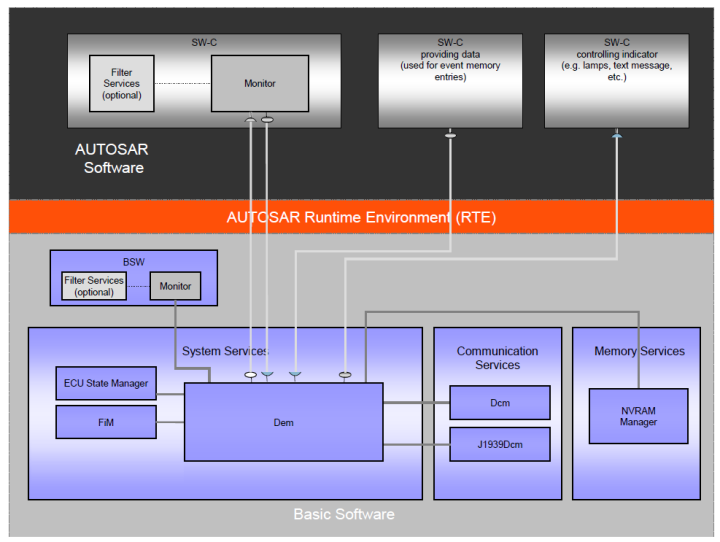 SW-C
Filter
Services
(optional)
Monitor
SW-C
providing data
(used for event memory
entries)
SW-C
controlling indicator
(e.g. lamps, text message,
etc.)
AUTOSAR
Software
AUTOSAR Runtime Environment (RTE)
BSW
Filter Services
(optional)
Monitor
System Services
ECU State Manager
FiM
Dem
Communication
Services
Dcm
J1939Dcm
Memory Services
NVRAM
Manager
Basic Software